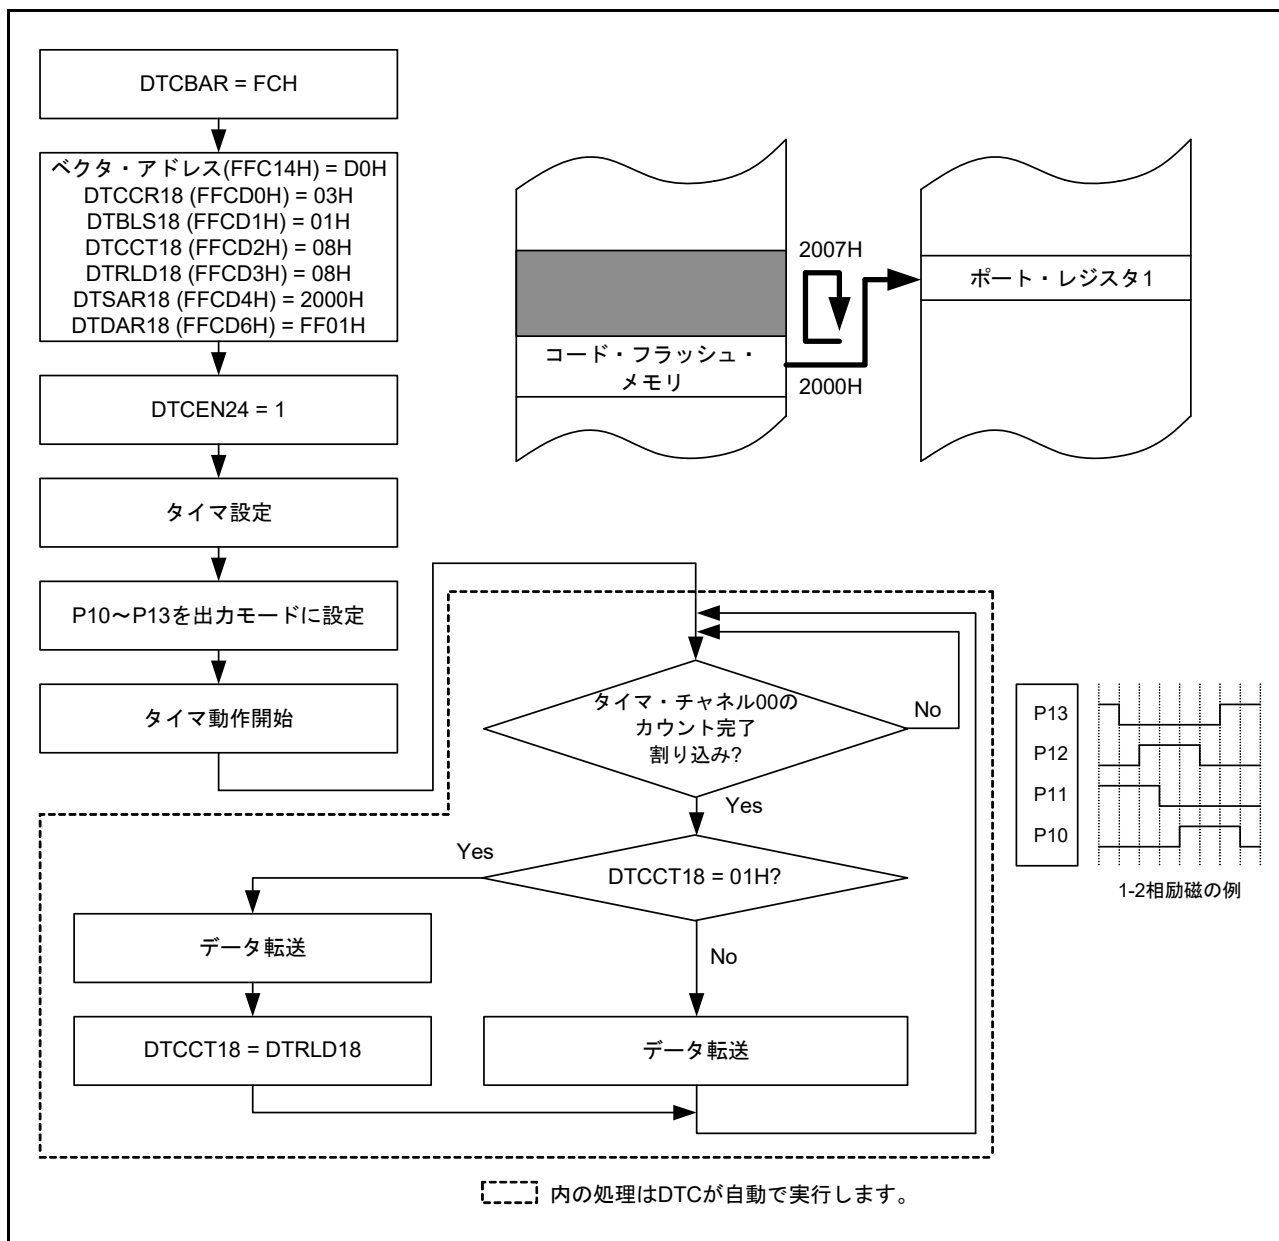 DTCBAR = FCH
ベクタ・アドレス(FFC14H) = D0H
DTCCR18 (FFCD0H) = 03H
DTBLS18 (FFCD1H) = 01H
DTCCT18 (FFCD2H) = 08H
DTRLD18 (FFCD3H) = 08H
DTSAR18 (FFCD4H) = 2000H
DTDAR18 (FFCD6H) = FF01H
DTCEN24 = 1
タイマ設定
P10～P13を出力モードに設定
タイマ動作開始
2007H
コード・フラッシュ・
メモリ
2000H
ポート・レジスタ1
タイマ・チャネル00の
カウント完了
割り込み?
No
Yes
DTCCT18 = 01H?
Yes
No
データ転送
DTCCT18 = DTRLD18
データ転送
P13
P12
P11
P10
1-2相励磁の例
内の処理はDTCが自動で実行します。